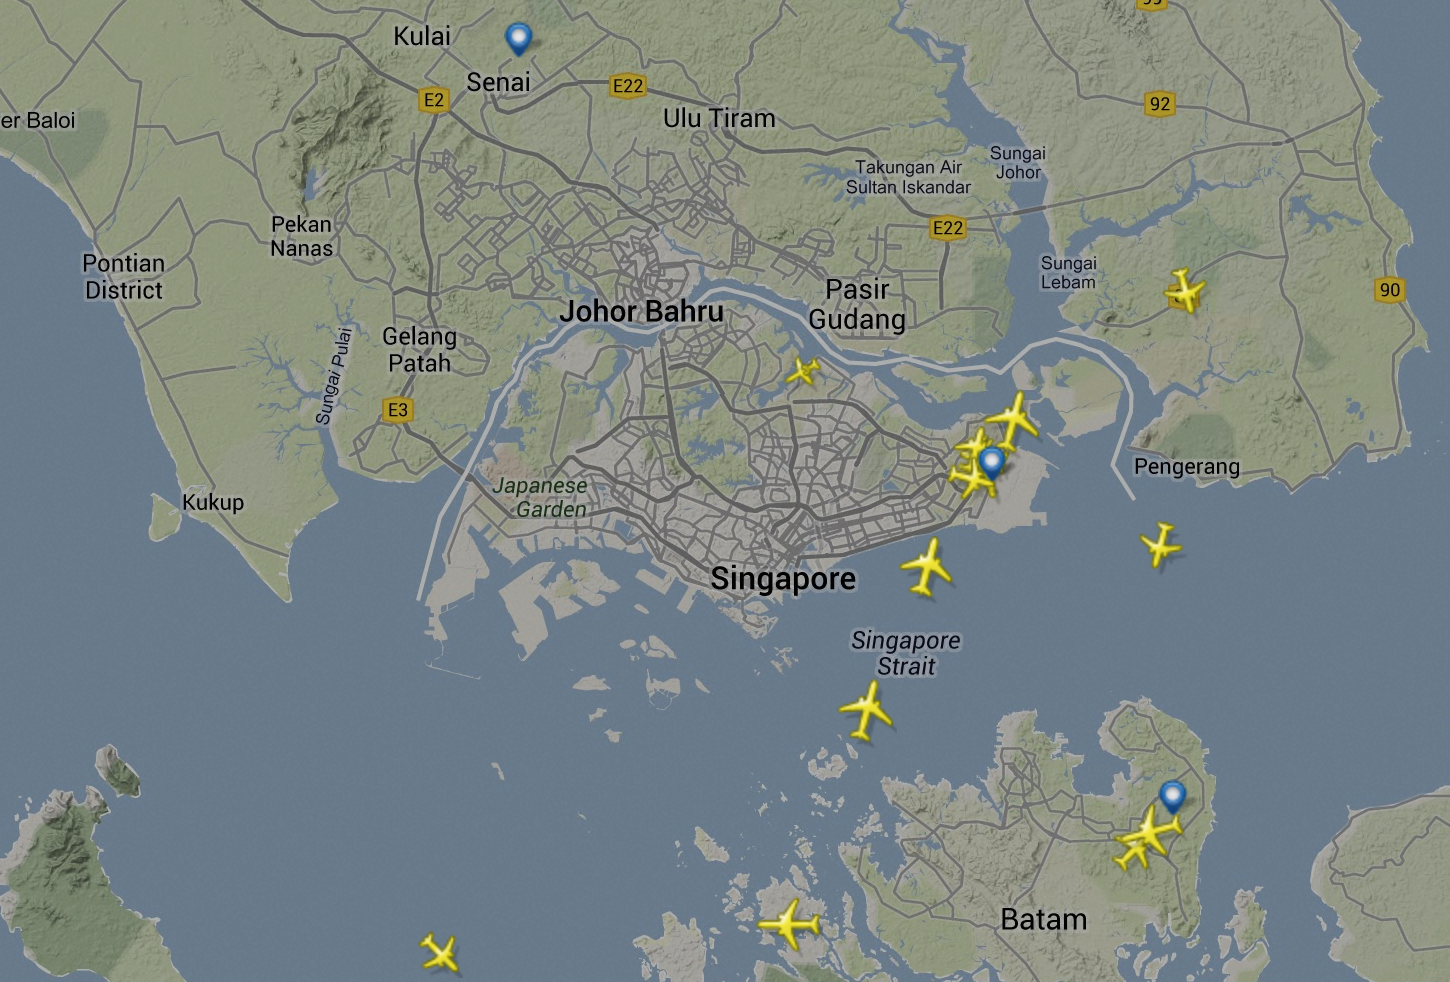 99
Kulai
Senai
E22
E2
92
er Baloi
Ulu Tiram
Sungai
Johor
Takungan Air
Sultan Iskandar
Pekan
Nanas
E22
Pontian
District
Sungai
Lebam
90
Johor Bahru
Pasir
Gudang
Gelang
Patah
Sungai Pulai
E3
Pengerang
Japanese
Garden
Kukup
Singapore
Singapore
Strait
Batam